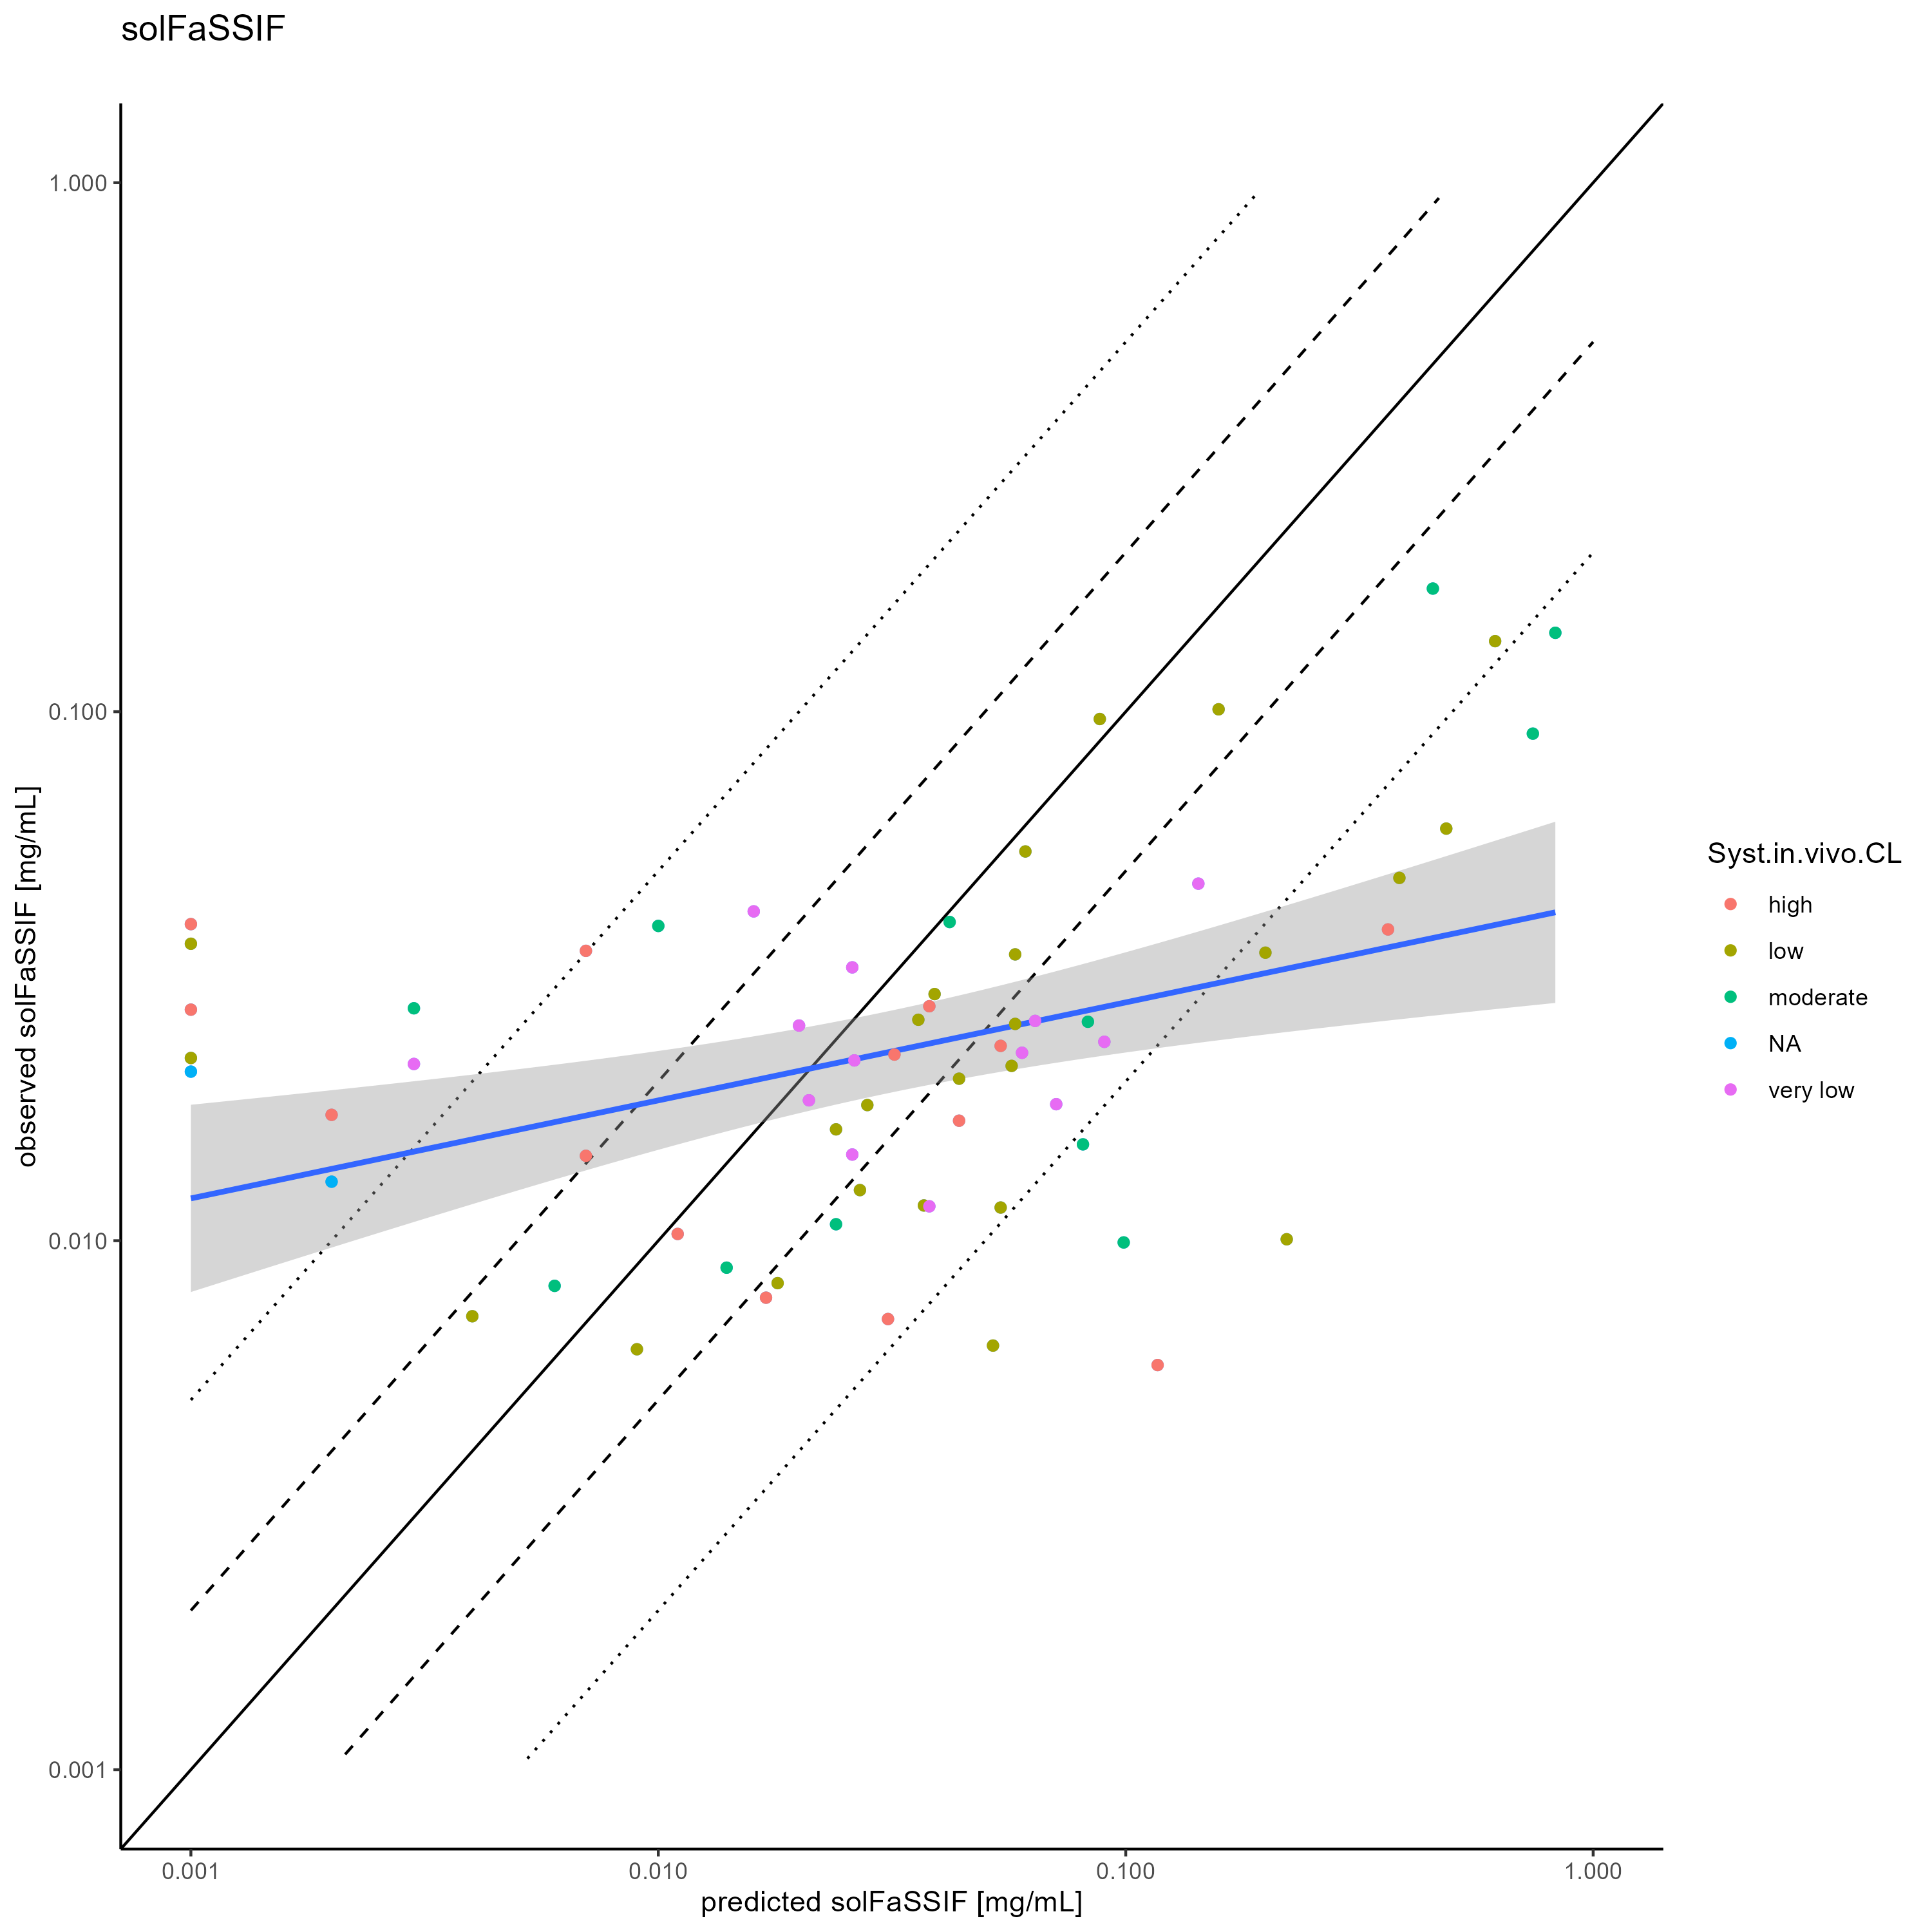 solFaSSIF
1.000
0.100
0.010
0.001
observed solFaSSIF [mg/mL]
0.001
0.010
0.100
1.000
predicted solFaSSIF [mg/mL]
Syst.in.vivo.CL
high
low
moderate
NA
very low